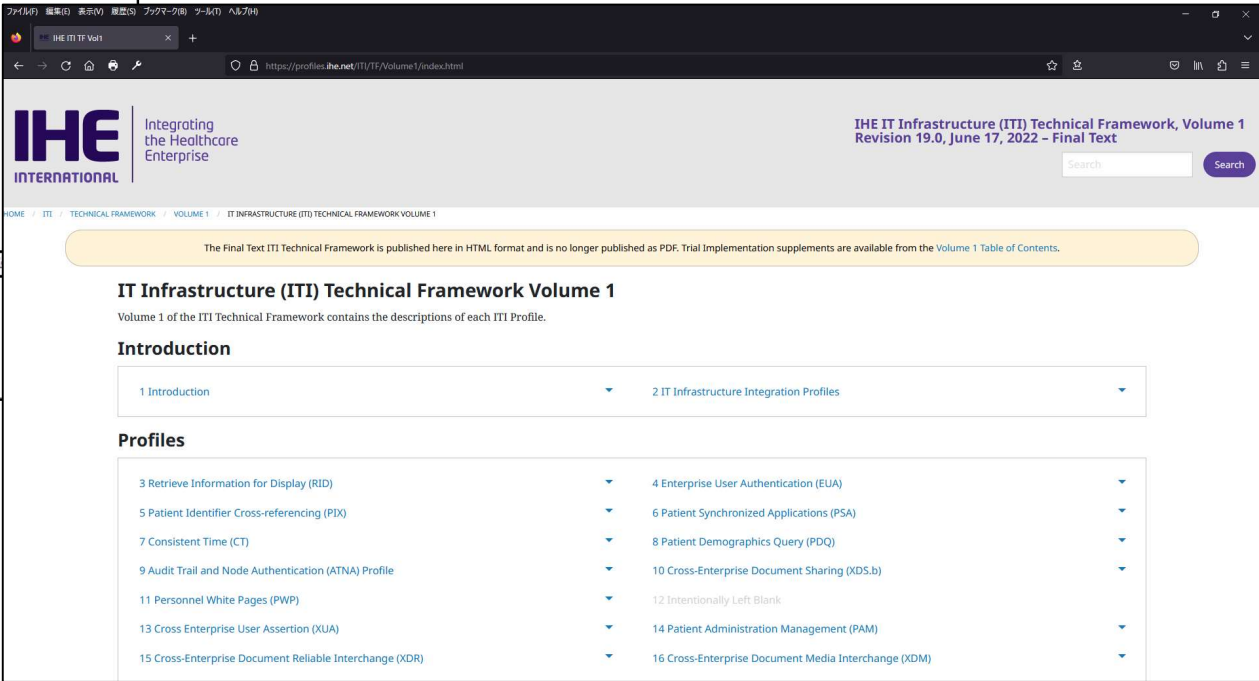 ファイル(F) 編集(E) 表示(V) 履歴(S) ブックマーク(B) ツール(T) ヘルプ(H)
IHE ITI TF Vol1
https://profiles.ihe.net/ITI/TF/Volume1/index.html
IHE
INTERNATIONAL
Integrating
the Healthcare
Enterprise
IHE IT Infrastructure (ITI) Technical Framework, Volume 1
Revision 19.0, June 17, 2022 – Final Text
Search
Search
HOME / ITI / TECHNICAL FRAMEWORK / VOLUME 1 / IT INFRASTRUCTURE (ITI) TECHNICAL FRAMEWORK VOLUME 1
The Final Text ITI Technical Framework is published here in HTML format and is no longer published as PDF. Trial Implementation supplements are available from the Volume 1 Table of Contents.
IT Infrastructure (ITI) Technical Framework Volume 1
Volume 1 of the ITI Technical Framework contains the descriptions of each ITI Profile.
Introduction
1 Introduction
2 IT Infrastructure Integration Profiles
Profiles
3 Retrieve Information for Display (RID)
4 Enterprise User Authentication (EUA)
5 Patient Identifier Cross-referencing (PIX)
6 Patient Synchronized Applications (PSA)
7 Consistent Time (CT)
8 Patient Demographics Query (PDQ)
9 Audit Trail and Node Authentication (ATNA) Profile
10 Cross-Enterprise Document Sharing (XDS.b)
11 Personnel White Pages (PWP)
12 Intentionally Left Blank
13 Cross Enterprise User Assertion (XUA)
14 Patient Administration Management (PAM)
15 Cross-Enterprise Document Reliable Interchange (XDR)
16 Cross-Enterprise Document Media Interchange (XDM)